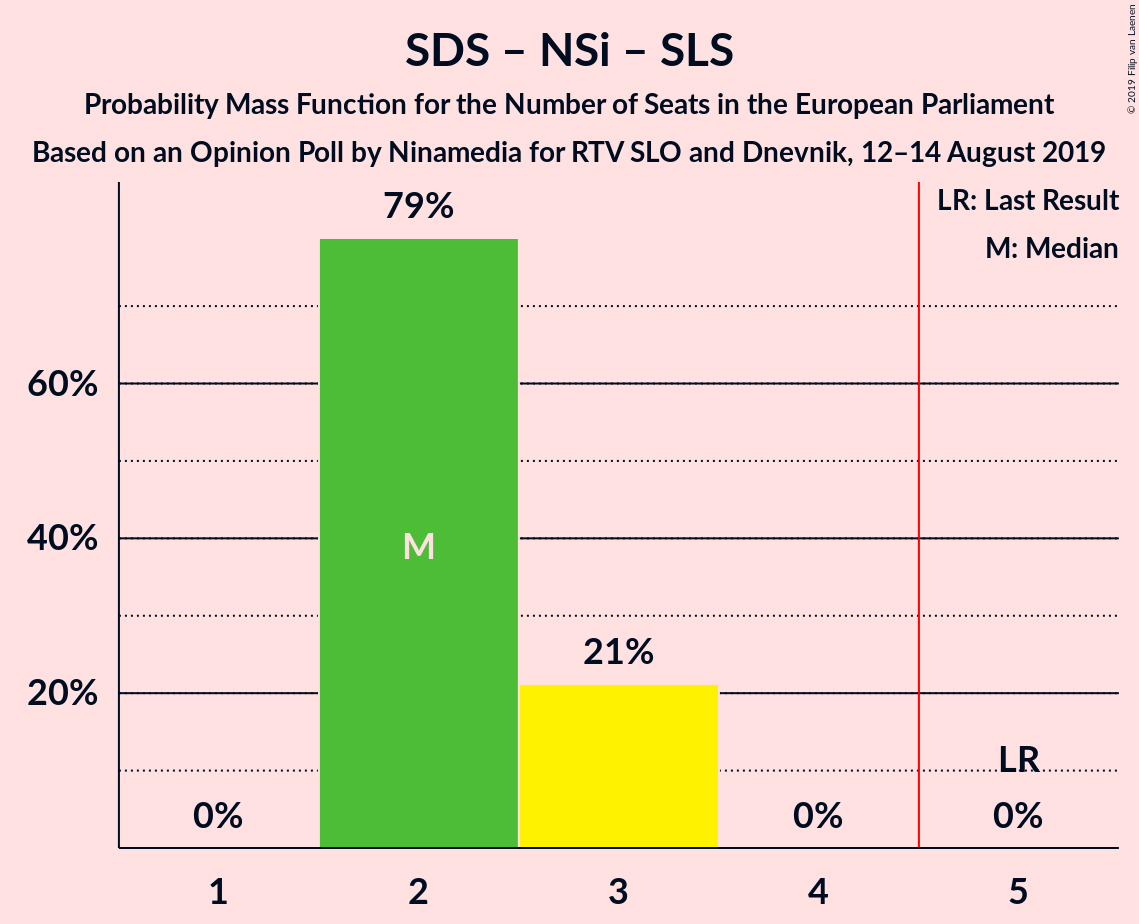 SDS – NSi – SLS
Probability Mass Function for the Number of Seats in the European Parliament
Based on an Opinion Poll by Ninamedia for RTV SLO and Dnevnik, 12–14 August 2019
© 2019 Filip van Laenen
LR: Last Result
M: Median
79%
60%
M
40%
21%
20%
LR
0%
0%
0%
1
2
3
4
5